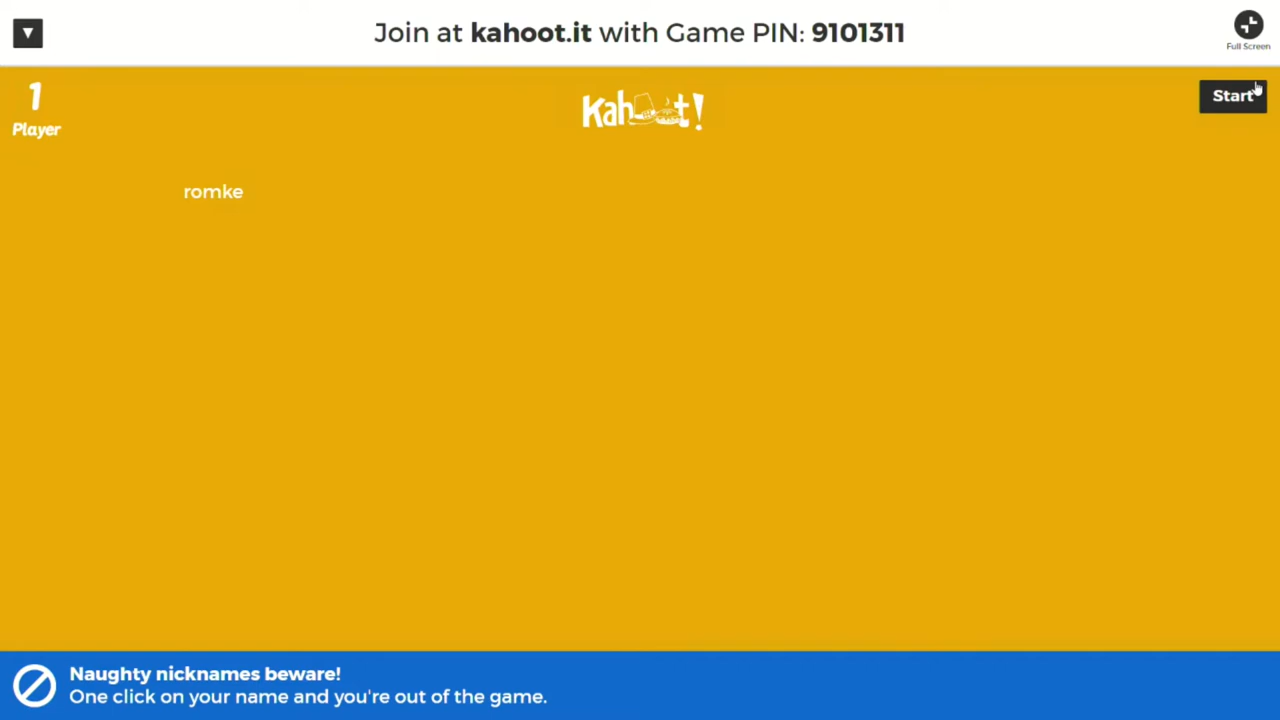 Join at kahoot.it with Game PIN: 9101311
Full Screen
1
Player
Kahoot!
Start
romke
Naughty nicknames beware!
One click on your name and you're out of the game.